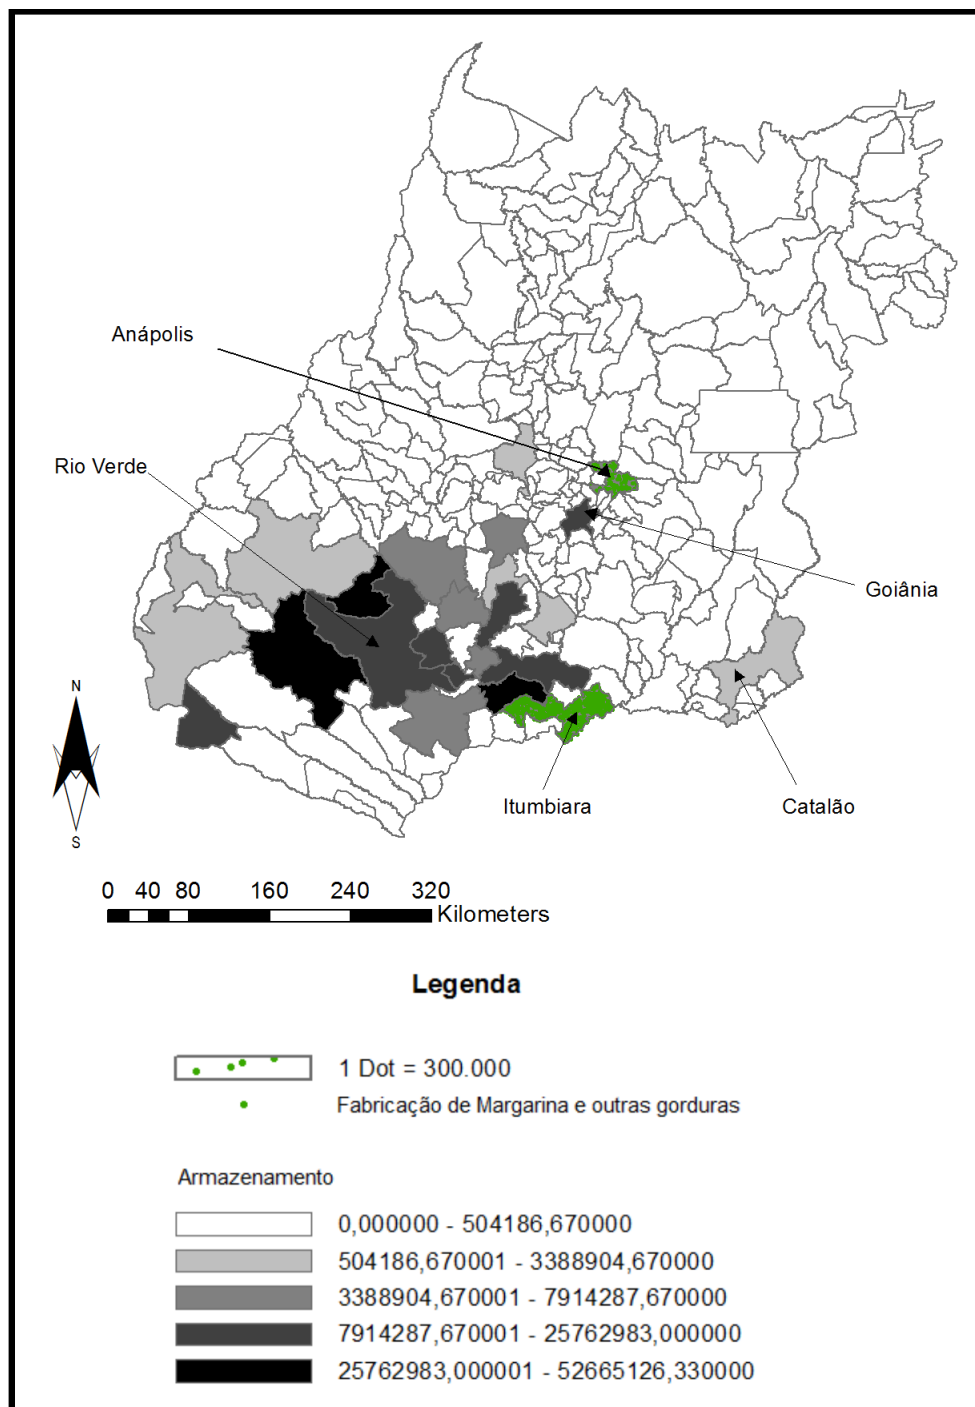 Anápolis
Rio Verde
Goiânia
N
S
Itumbiara
Catalão
0 40 80 160 240 320
Kilometers
Legenda
1 Dot = 300.000
Fabricação de Margarina e outras gorduras
Armazenamento
0,000000 - 504186,670000
504186,670001 - 3388904,670000
3388904,670001 - 7914287,670000
7914287,670001 - 25762983,000000
25762983,000001 - 52665126,330000